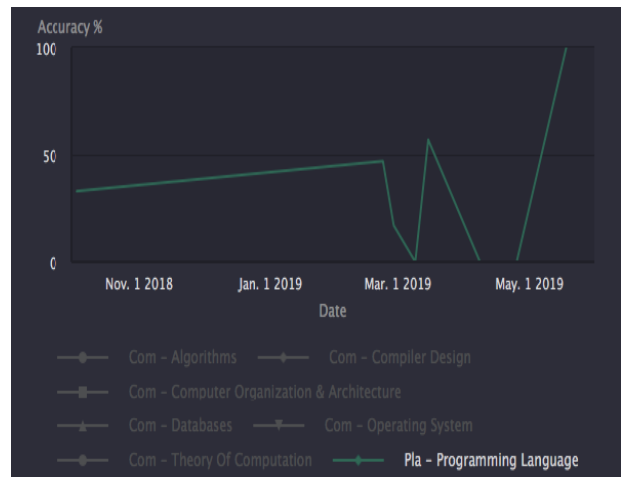 Accuracy %
100
50
0
Nov. 1 2018 Jan. 1 2019 Mar. 1 2019 May. 1 2019
Date
Com – Algorithms Com – Compiler Design
Com – Computer Organization & Architecture
Com – Databases Com – Operating System
Com – Theory Of Computation Pla – Programming Language